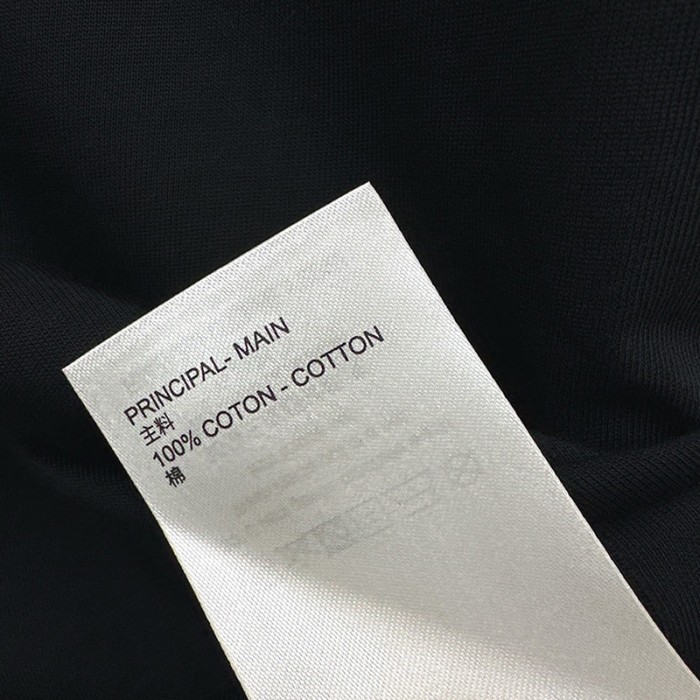 PRINCIPAL- MAIN
主料
100% COTON - COTTON
棉